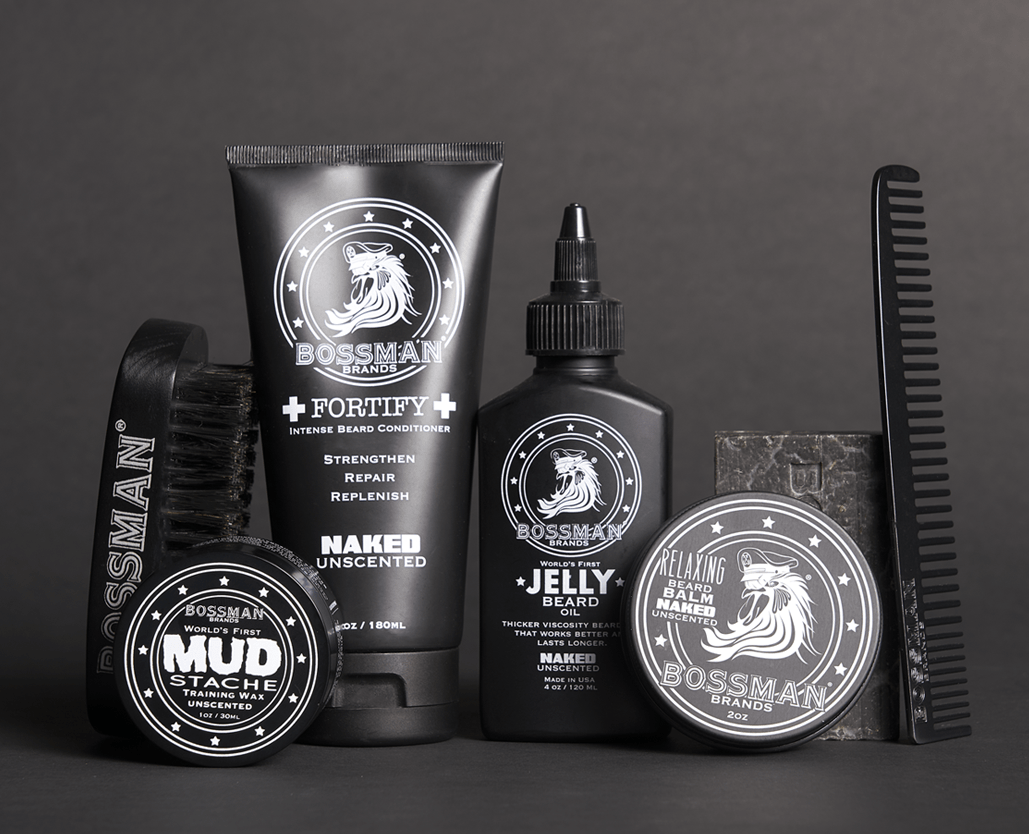 BOSSMAN®
BOSSMAN
BRANDS
WORLD'S FIRST
MUD
STACHE
TRAINING WAX
UNSCENTED
1OZ / 30ML
BOSSMAN®
BRANDS
FORTIFY
INTENSE BEARD CONDITIONER
STRENGTHEN
REPAIR
REPLENISH
NAKED
UNSCENTED
OZ / 180ML
BOSSMAN
BRANDS
WORLD'S FIRST
JELLY
BEARD
OIL
THICKER VISCOSITY BEARD
THAT WORKS BETTER
LASTS LONGER.
NAKED
UNSCENTED
MADE IN USA
4 OZ / 120 ML
RELAXING
BEARD
BALM
NAKED
UNSCENTED
BOSSMAN®
BRANDS
2OZ